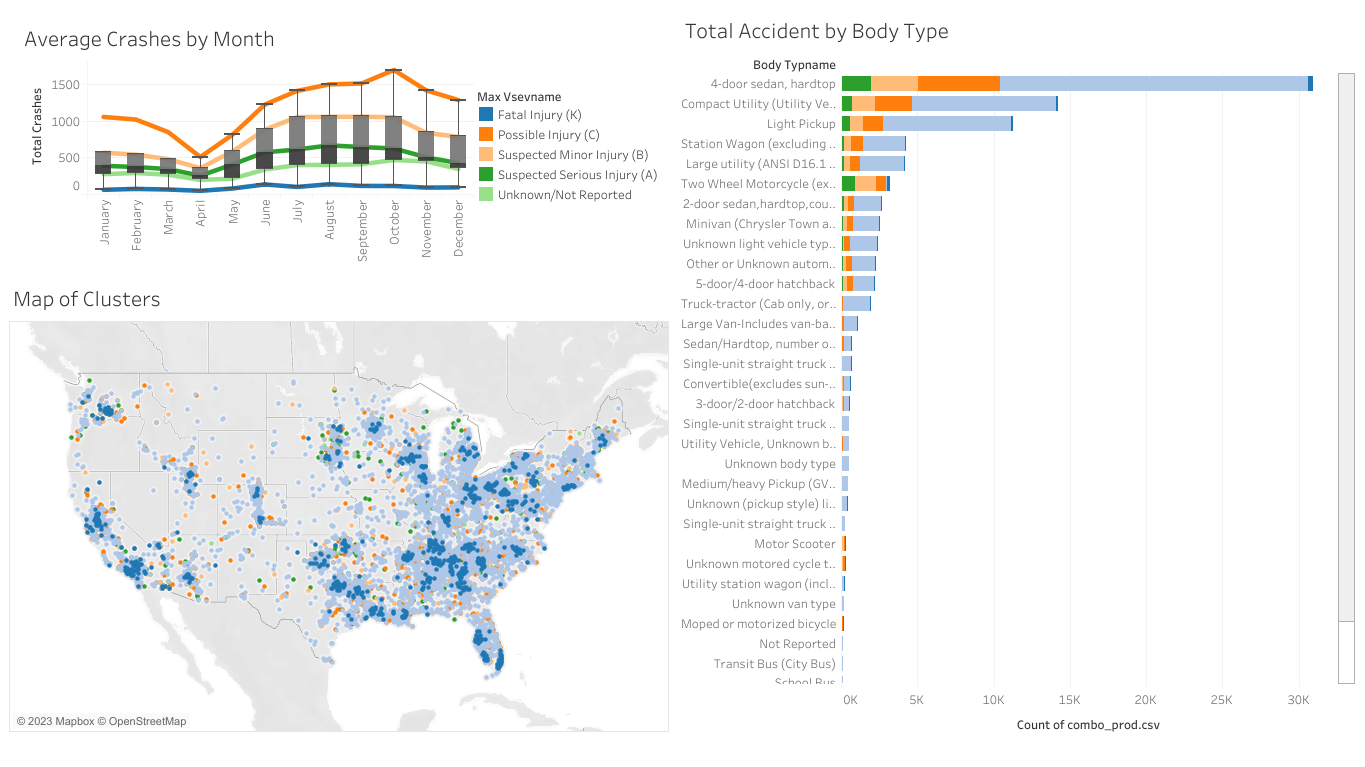 Average Crashes by Month
Total Crashes
1500
1000
500
0
January
February
March
April
May
June
July
August
September
October
November
December
Max Vsevname
Fatal Injury (K)
Possible Injury (C)
Suspected Minor Injury (B)
Suspected Serious Injury (A)
Unknown/Not Reported
Map of Clusters
© 2023 Mapbox © OpenStreetMap
Total Accident by Body Type
Body Typname
4-door sedan, hardtop
Compact Utility (Utility Ve..
Light Pickup
Station Wagon (excluding ..
Large utility (ANSI D16.1 ..
Two Wheel Motorcycle (ex..
2-door sedan,hardtop,cou..
Minivan (Chrysler Town a..
Unknown light vehicle typ..
Other or Unknown autom..
5-door/4-door hatchback
Truck-tractor (Cab only, or..
Large Van-Includes van-ba..
Sedan/Hardtop, number o..
Single-unit straight truck ..
Convertible(excludes sun-..
3-door/2-door hatchback
Single-unit straight truck ..
Utility Vehicle, Unknown b..
Unknown body type
Medium/heavy Pickup (GV..
Unknown (pickup style) li..
Single-unit straight truck ..
Motor Scooter
Unknown motored cycle t..
Utility station wagon (incl..
Unknown van type
Moped or motorized bicycle
Not Reported
Transit Bus (City Bus)
School Bus
0K
5K
10K
15K
20K
25K
30K
Count of combo_prod.csv